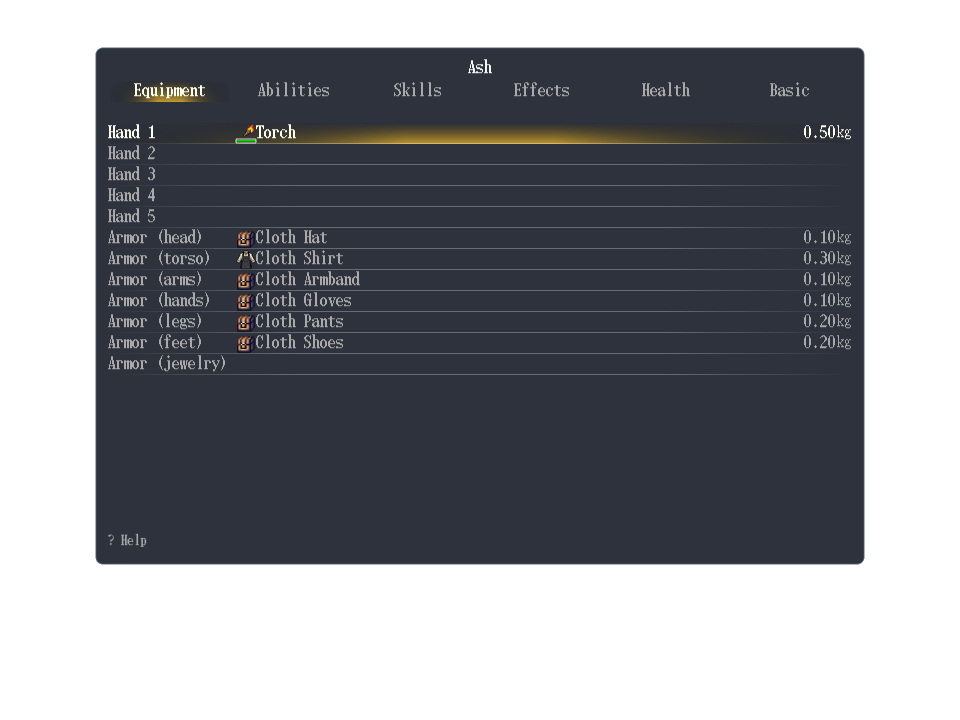 Ash
Equipment Abilities Skills Effects Health Basic
Hand 1 Torch 0.50kg
Hand 2
Hand 3
Hand 4
Hand 5
Armor (head) Cloth Hat 0.10kg
Armor (torso) Cloth Shirt 0.30kg
Armor (arms) Cloth Armband 0.10kg
Armor (hands) Cloth Gloves 0.10kg
Armor (legs) Cloth Pants 0.20kg
Armor (feet) Cloth Shoes 0.20kg
Armor (jewelry)
? Help